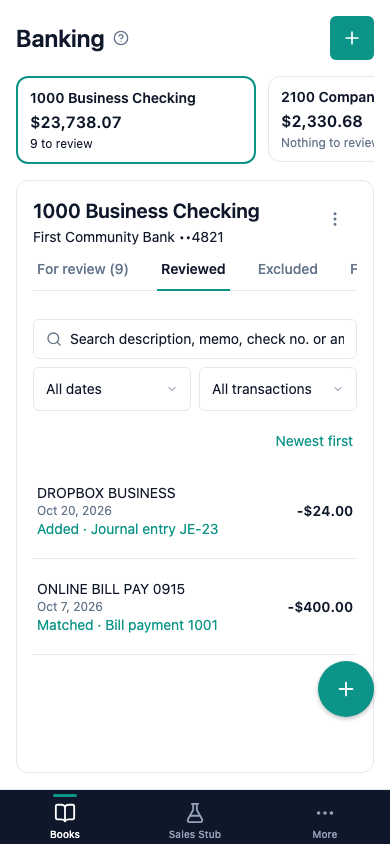 Banking
1000 Business Checking
$23,738.07
9 to review
2100 Compan
$2,330.68
Nothing to review
1000 Business Checking
First Community Bank ••4821
For review (9)
Reviewed
Excluded
F
Search description, memo, check no. or an
All dates
All transactions
Newest first
DROPBOX BUSINESS
Oct 20, 2026
-$24.00
Added · Journal entry JE-23
ONLINE BILL PAY 0915
Oct 7, 2026
-$400.00
Matched · Bill payment 1001
Books
Sales Stub
More